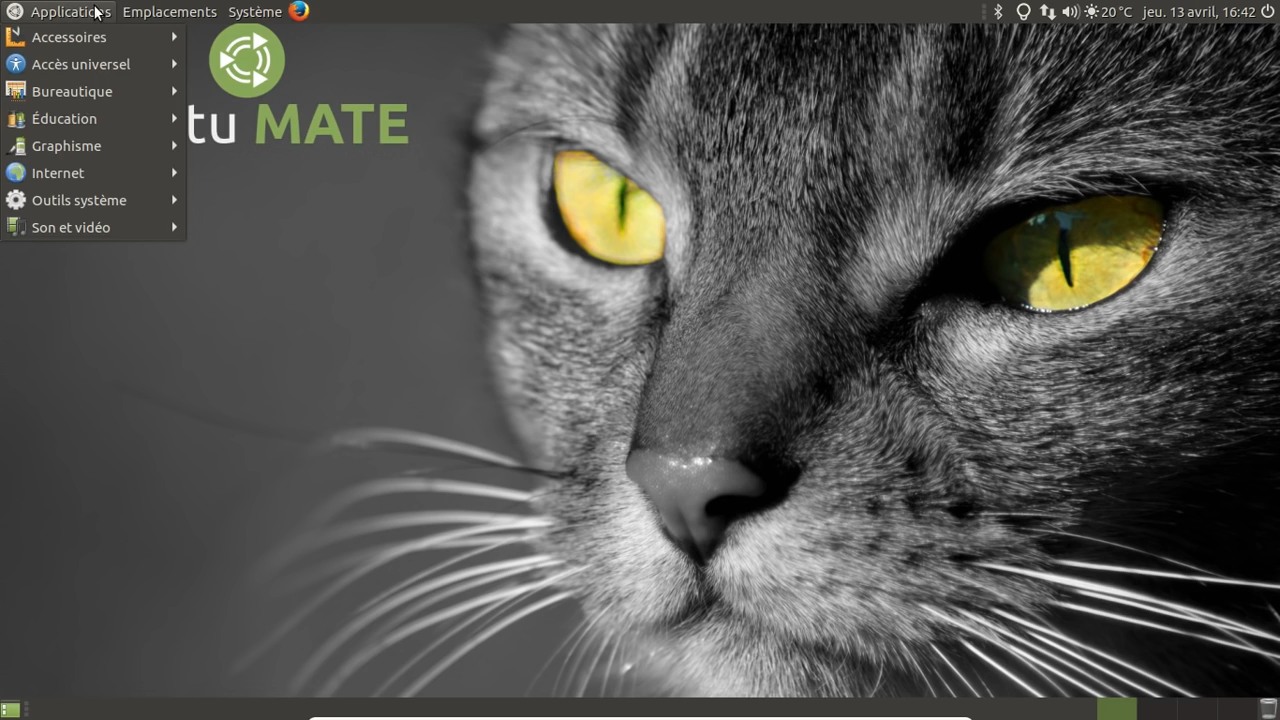 Applications Emplacements Système 20 °C jeu. 13 avril, 16:42
Accessoires
Accès universel
Bureautique
Éducation
Graphisme
Internet
Outils système
Son et vidéo
tu MATE